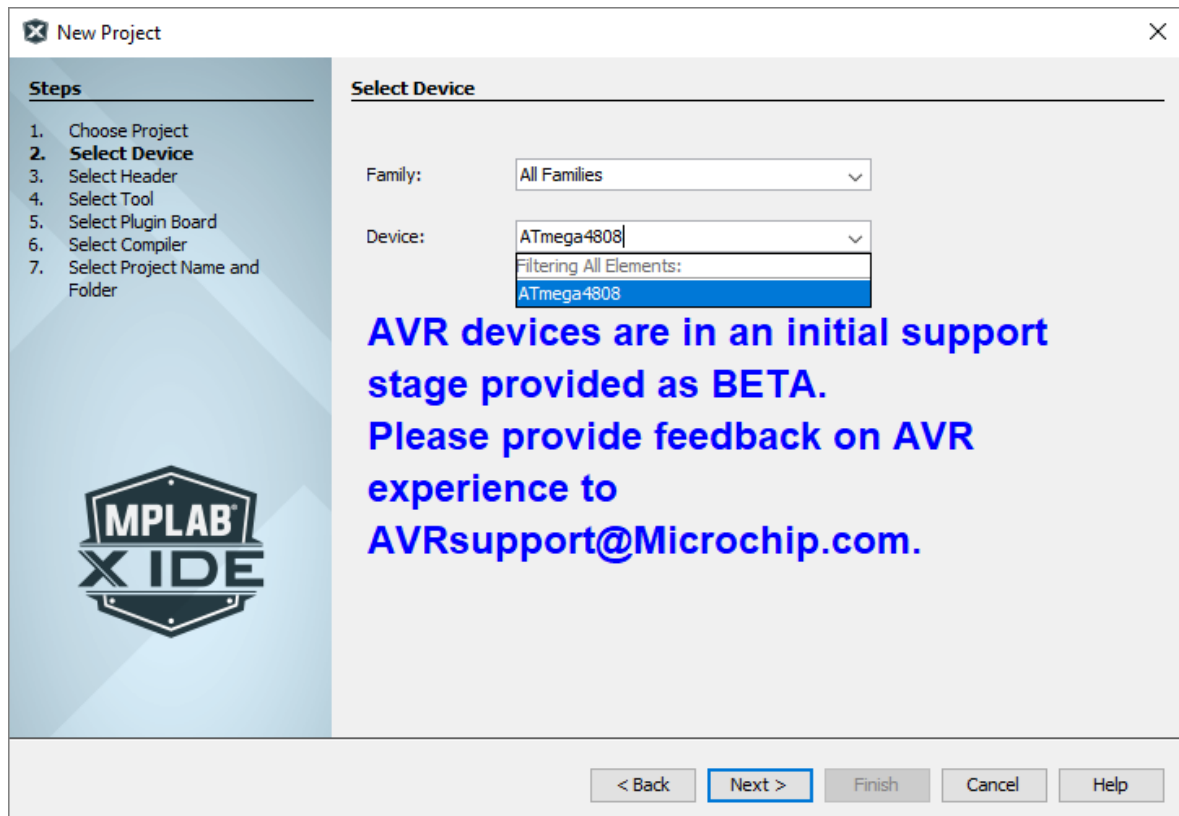 New Project
Steps
1. Choose Project
2. Select Device
3. Select Header
4. Select Tool
5. Select Plugin Board
6. Select Compiler
7. Select Project Name and
Folder
MPLAB
X IDE
Select Device
Family: All Families
Device: ATmega4808
Filtering All Elements:
ATmega4808
AVR devices are in an initial support
stage provided as BETA.
Please provide feedback on AVR
experience to
AVRsupport@Microchip.com.
< Back Next > Finish Cancel Help